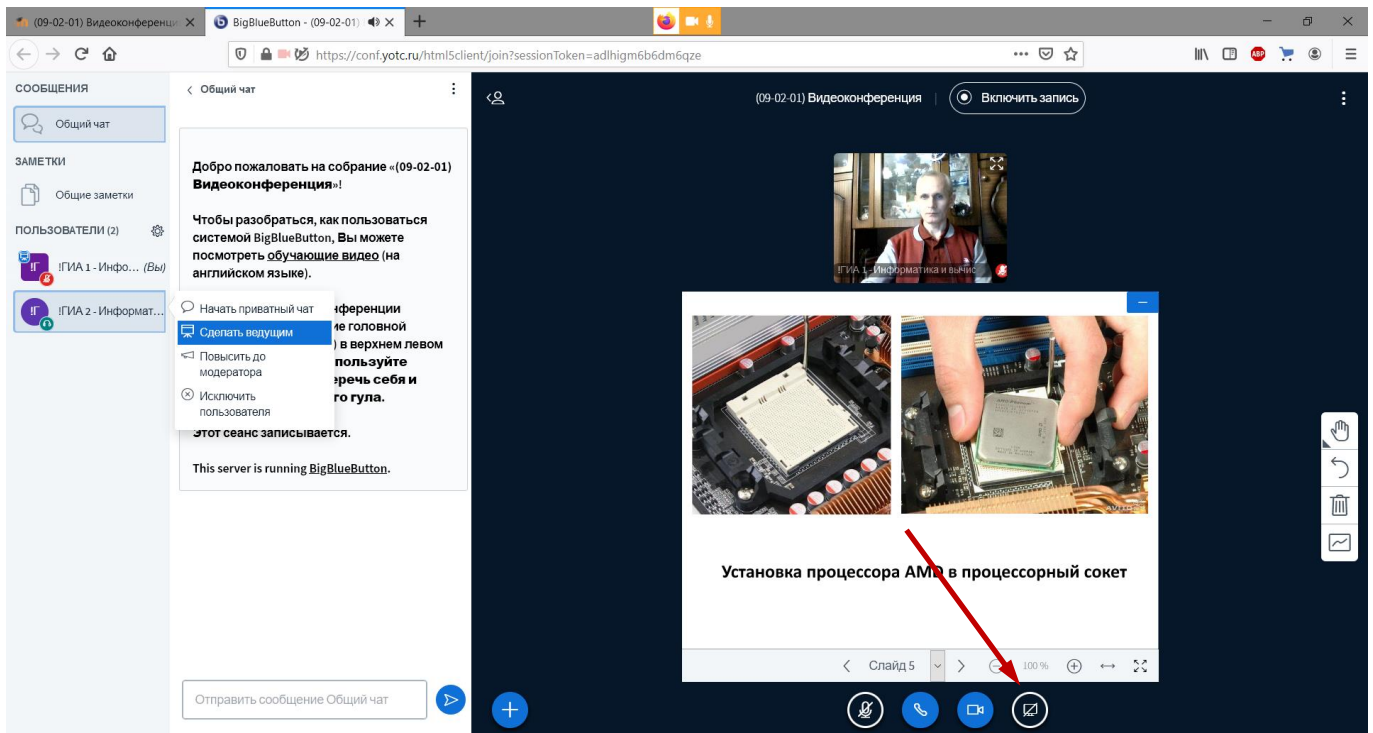 (09-02-01) Видеоконференци
BigBlueButton - (09-02-01)
https://conf.yotc.ru/html5client/join?sessionToken=adlhigm6b6dm6qze
ABP
СООБЩЕНИЯ
Общий чат
ЗАМЕТКИ
Общие заметки
ПОЛЬЗОВАТЕЛИ (2)
!Г
!ГИА 1 - Инфо... (Вы)
!Г
!ГИА 2 - Информат...
Начать приватный чат
Сделать ведущим
Повысить до
модератора
Исключить
пользователя
Общий чат
Добро пожаловать на собрание «(09-02-01)
Видеоконференция»!
Чтобы разобраться, как пользоваться
системой BigBlueButton, Вы можете
посмотреть обучающие видео (на
английском языке).
нференции
ие головной
) в верхнем левом
пользуйте
еречь себя и
го гула.
Этот сеанс записывается.
This server is running BigBlueButton.
Отправить сообщение Общий чат
(09-02-01) Видеоконференция
Включить запись
!ГИА 1 - Информатика и вычис
Установка процессора AMD в процессорный сокет
Слайд 5
100 %